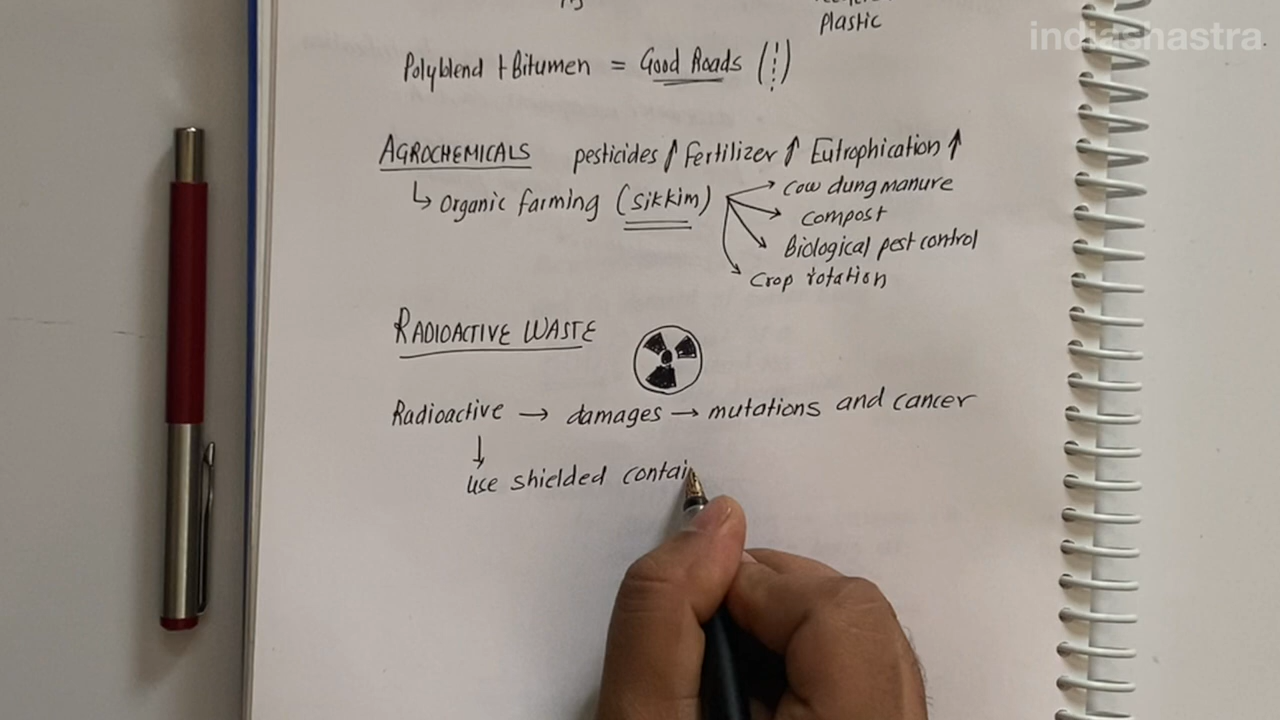 plastic
indiashastra
Polyblend + Bitumen = Good Roads
AGROCHEMICALS pesticides ↑ Fertilizer ↑ Eutrophication ↑
↳ Organic farming (Sikkim) → Cow dung manure
→ Compost
→ Biological pest control
→ Crop rotation
RADIOACTIVE WASTE
Radioactive → damages → mutations and cancer
↓
use shielded contai